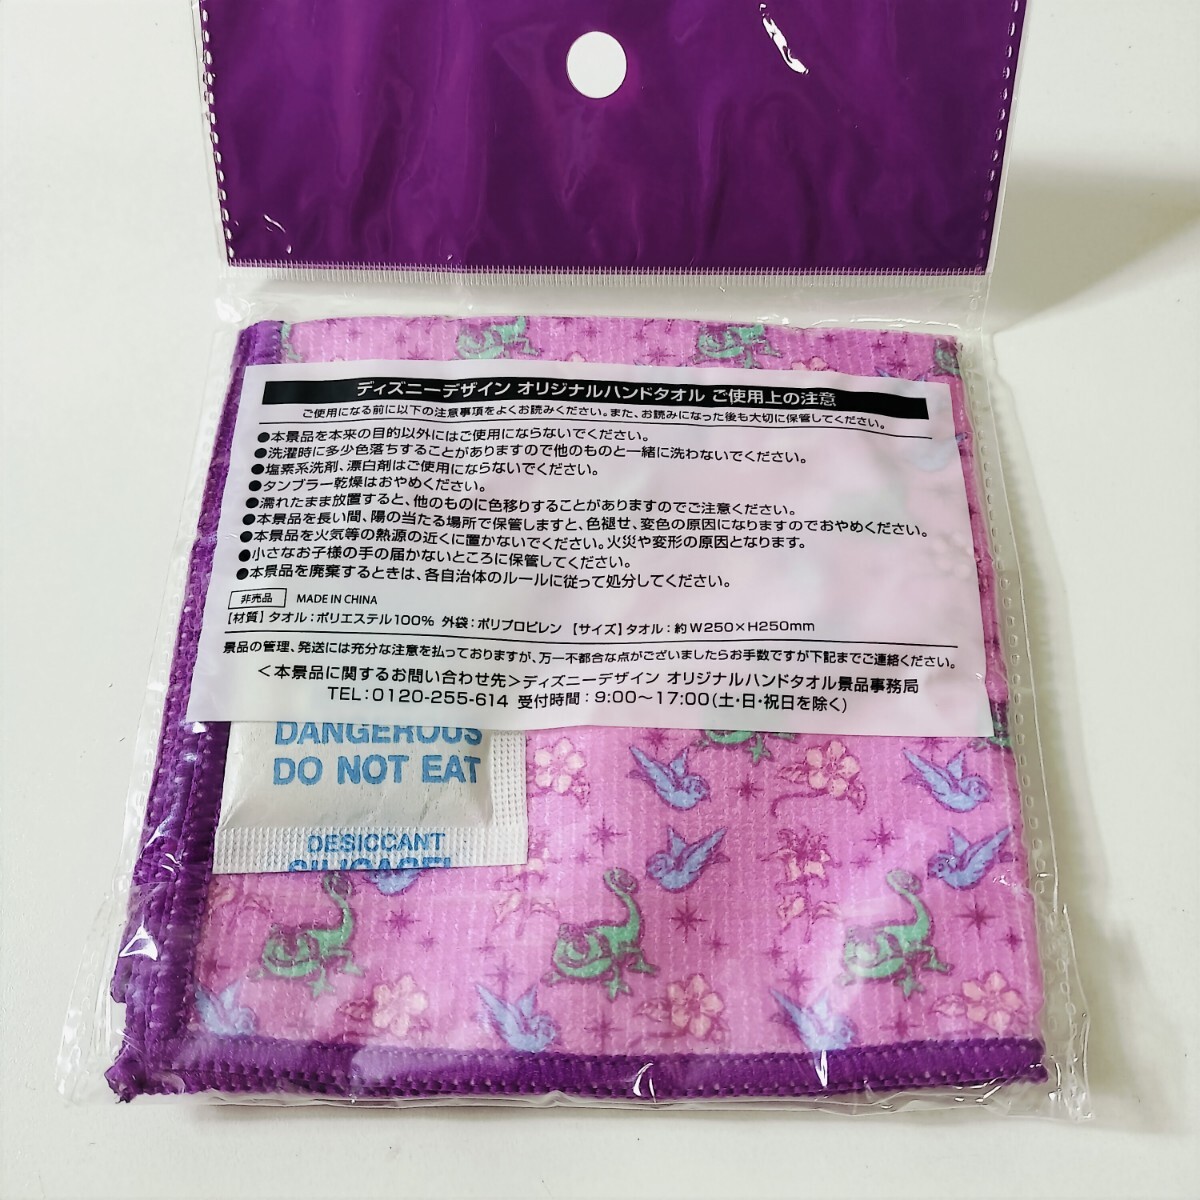 ディズニーデザイン オリジナルハンドタオル ご使用上の注意
ご使用になる前に以下の注意事項をよくお読みください。また、お読みになった後も大切に保管してください。
●本景品を本来の目的以外にはご使用にならないでください。
●洗濯時に多少色落ちすることがありますので他のものと一緒に洗わないでください。
●塩素系洗剤、漂白剤はご使用にならないでください。
●タンブラー乾燥はおやめください。
●濡れたまま放置すると、他のものに色移りすることがありますのでご注意ください。
●本景品を長い間、陽の当たる場所で保管しますと、色褪せ、変色の原因になりますのでおやめください。
●本景品を火気等の熱源の近くに置かないでください。火災や変形の原因となります。
●小さなお子様の手の届かないところに保管してください。
●本景品を廃棄するときは、各自治体のルールに従って処分してください。
非売品 MADE IN CHINA
【材質】タオル：ポリエステル100% 外袋：ポリプロピレン 【サイズ】タオル：約W250×H250mm
景品の管理、発送には充分な注意を払っておりますが、万一不都合な点がございましたらお手数ですが下記までご連絡ください。
＜本景品に関するお問い合わせ先＞ディズニーデザイン オリジナルハンドタオル景品事務局
TEL：0120-255-614 受付時間：9:00～17:00(土・日・祝日を除く)
DANGEROUS
DO NOT EAT
DESICCANT
SILICAGEL